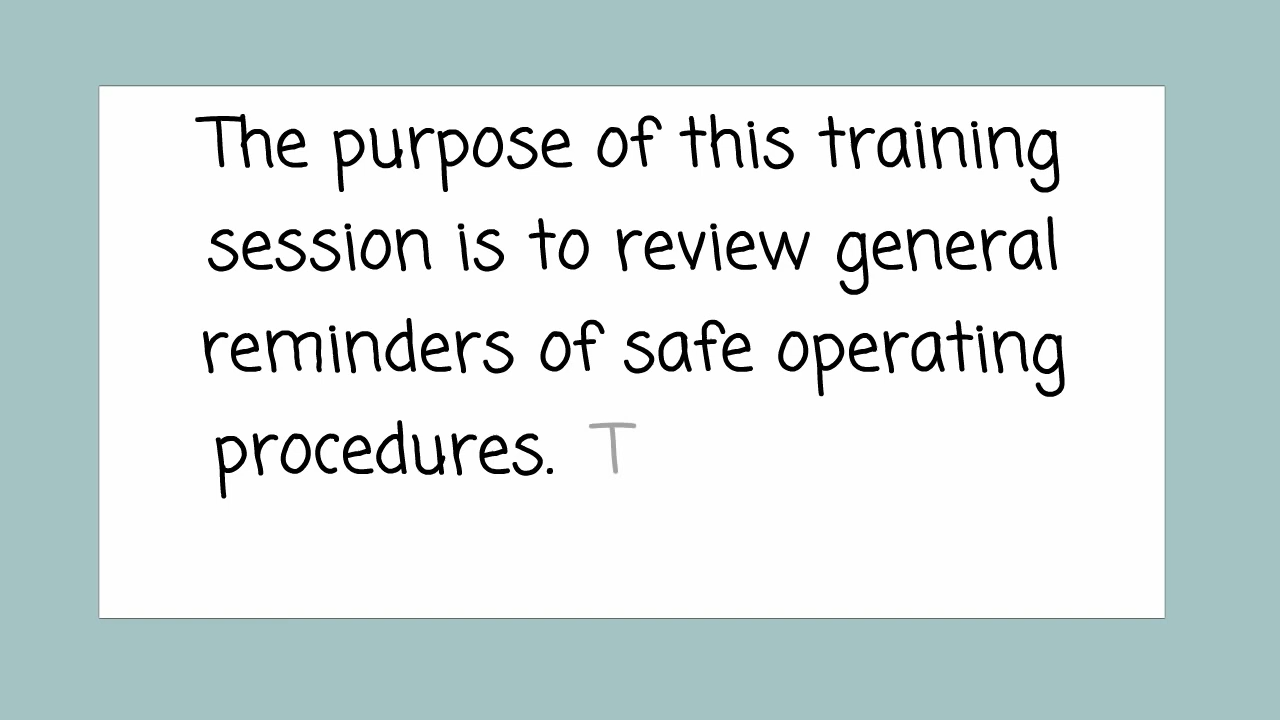 The purpose of this training
session is to review general
reminders of safe operating
procedures. T